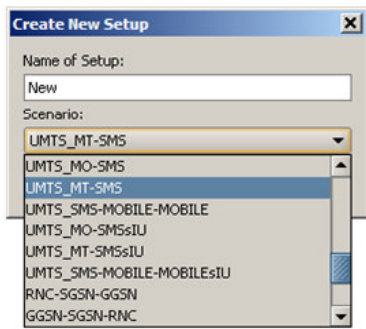 Create New Setup
Name of Setup:
New
Scenario:
UMTS_MT-SMS
UMTS_MO-SMS
UMTS_MT-SMS
UMTS_SMS-MOBILE-MOBILE
UMTS_MO-SMSsIU
UMTS_MT-SMSsIU
UMTS_SMS-MOBILE-MOBILEsIU
RNC-SGSN-GGSN
GGSN-SGSN-RNC